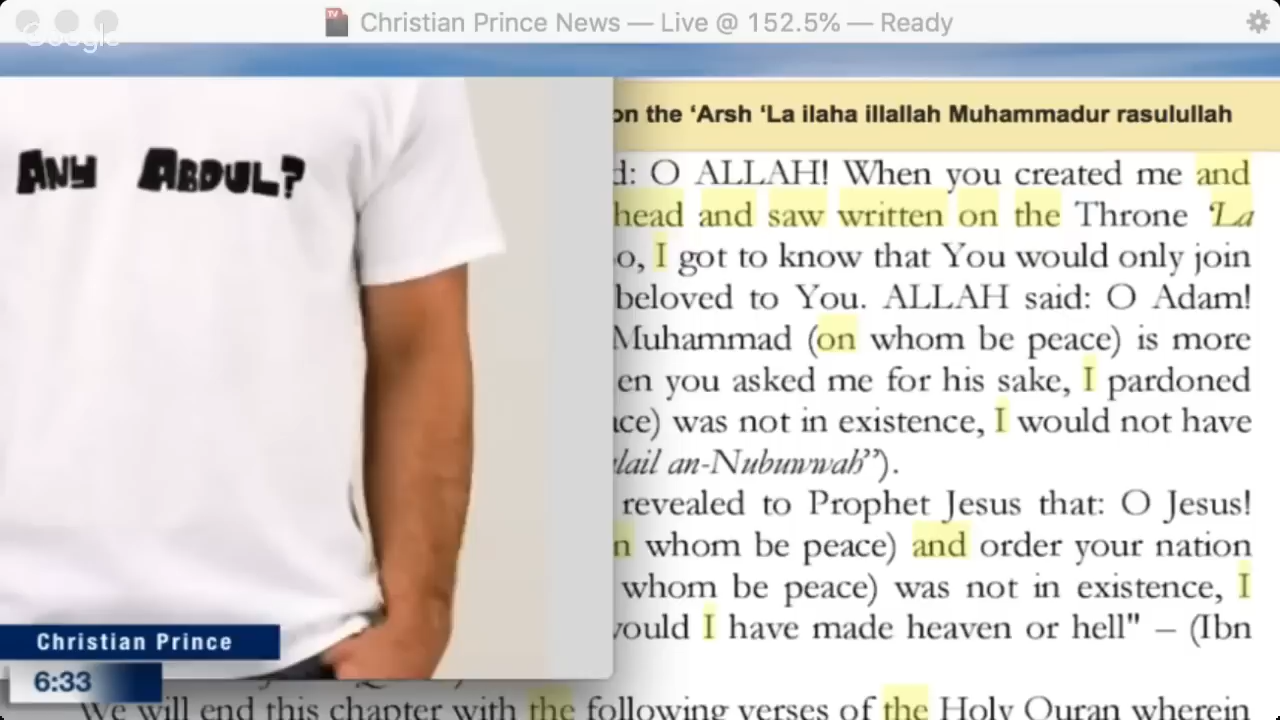 Christian Prince News — Live @ 152.5% — Ready
Google
ANY ABDUL?
on the ‘Arsh ‘La ilaha illallah Muhammadur rasulullah
d: O ALLAH! When you created me and
head and saw written on the Throne ‘La
o, I got to know that You would only join
beloved to You. ALLAH said: O Adam!
Muhammad (on whom be peace) is more
en you asked me for his sake, I pardoned
ce) was not in existence, I would not have
lail an-Nubuwwah”).
revealed to Prophet Jesus that: O Jesus!
n whom be peace) and order your nation
whom be peace) was not in existence, I
would I have made heaven or hell" – (Ibn
Christian Prince
6:33
We will end this chapter with the following verses of the Holy Quran wherein